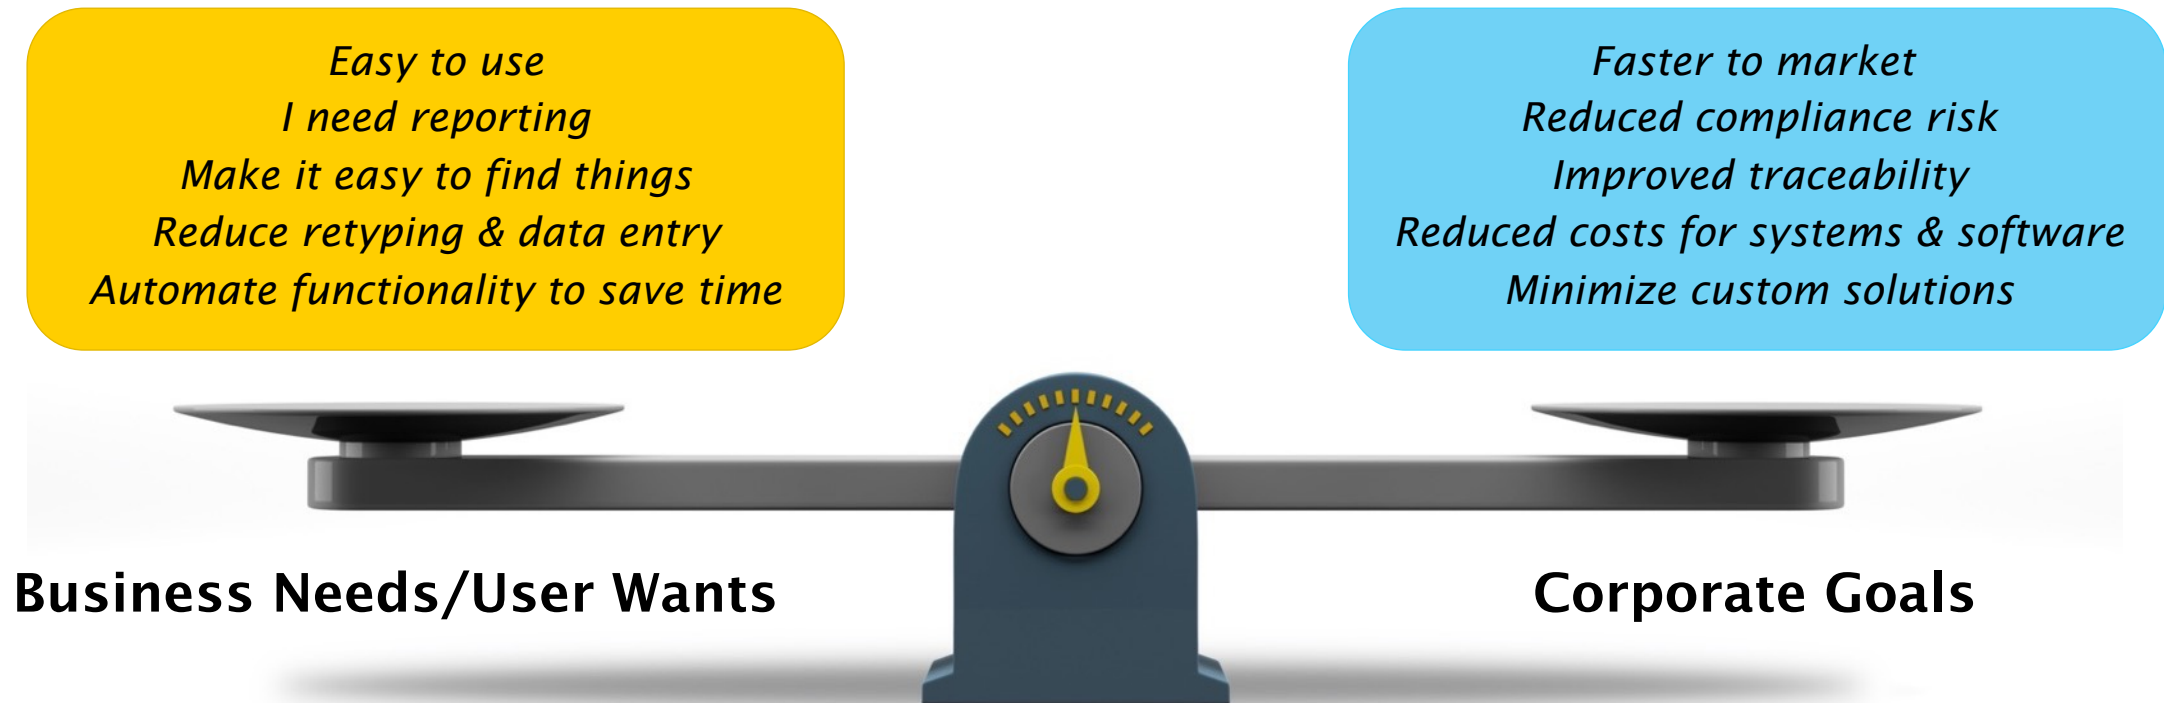 Easy to use
I need reporting
Make it easy to find things
Reduce retyping & data entry
Automate functionality to save time
Faster to market
Reduced compliance risk
Improved traceability
Reduced costs for systems & software
Minimize custom solutions
Business Needs/User Wants
Corporate Goals